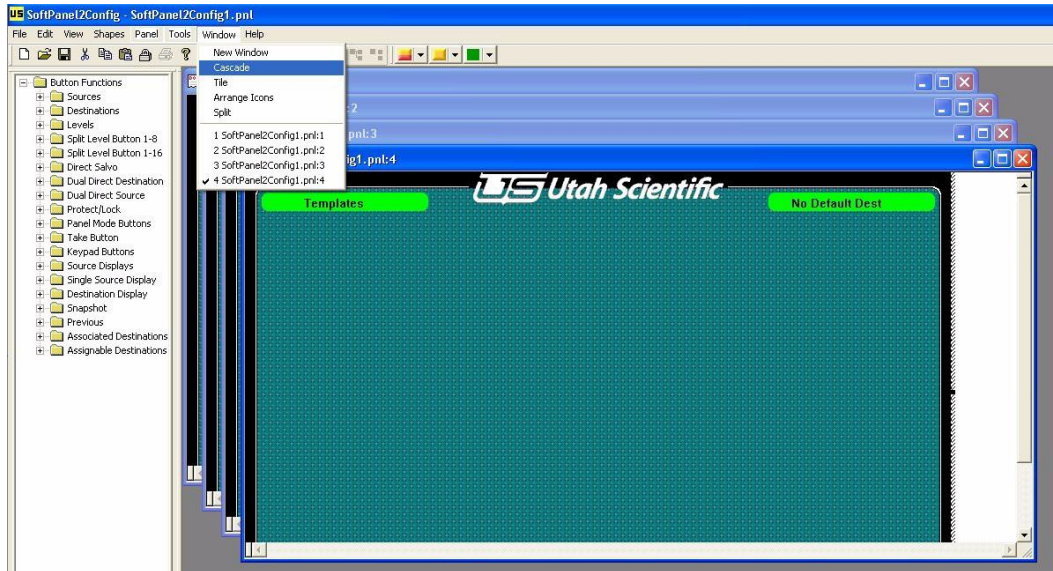 US SoftPanel2Config - SoftPanel2Config1.pnl
File Edit View Shapes Panel Tools Window Help
New Window
Cascade
Tile
Arrange Icons
Split
1 SoftPanel2Config1.pnl:1
2 SoftPanel2Config1.pnl:2
3 SoftPanel2Config1.pnl:3
4 SoftPanel2Config1.pnl:4
Button Functions
Sources
Destinations
Levels
Split Level Button 1-8
Split Level Button 1-16
Direct Salvo
Dual Direct Destination
Dual Direct Source
Protect/Lock
Panel Mode Buttons
Take Button
Keypad Buttons
Source Displays
Single Source Display
Destination Display
Snapshot
Previous
Associated Destinations
Assignable Destinations
:2
pnl:3
ig1.pnl:4
US Utah Scientific
Templates
No Default Dest